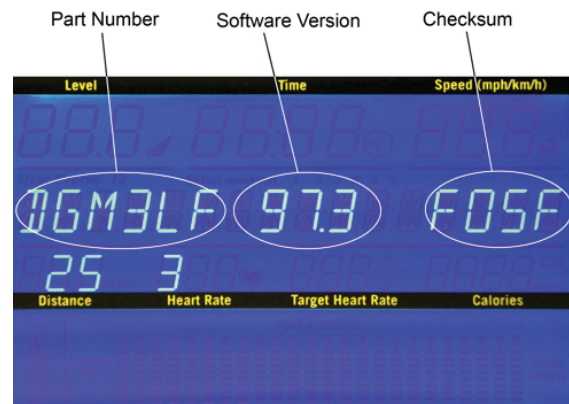 Part Number Software Version Checksum
Level Time Speed (mph/km/h)
DGM3LF 97.3 F05F
25 3
Distance Heart Rate Target Heart Rate Calories